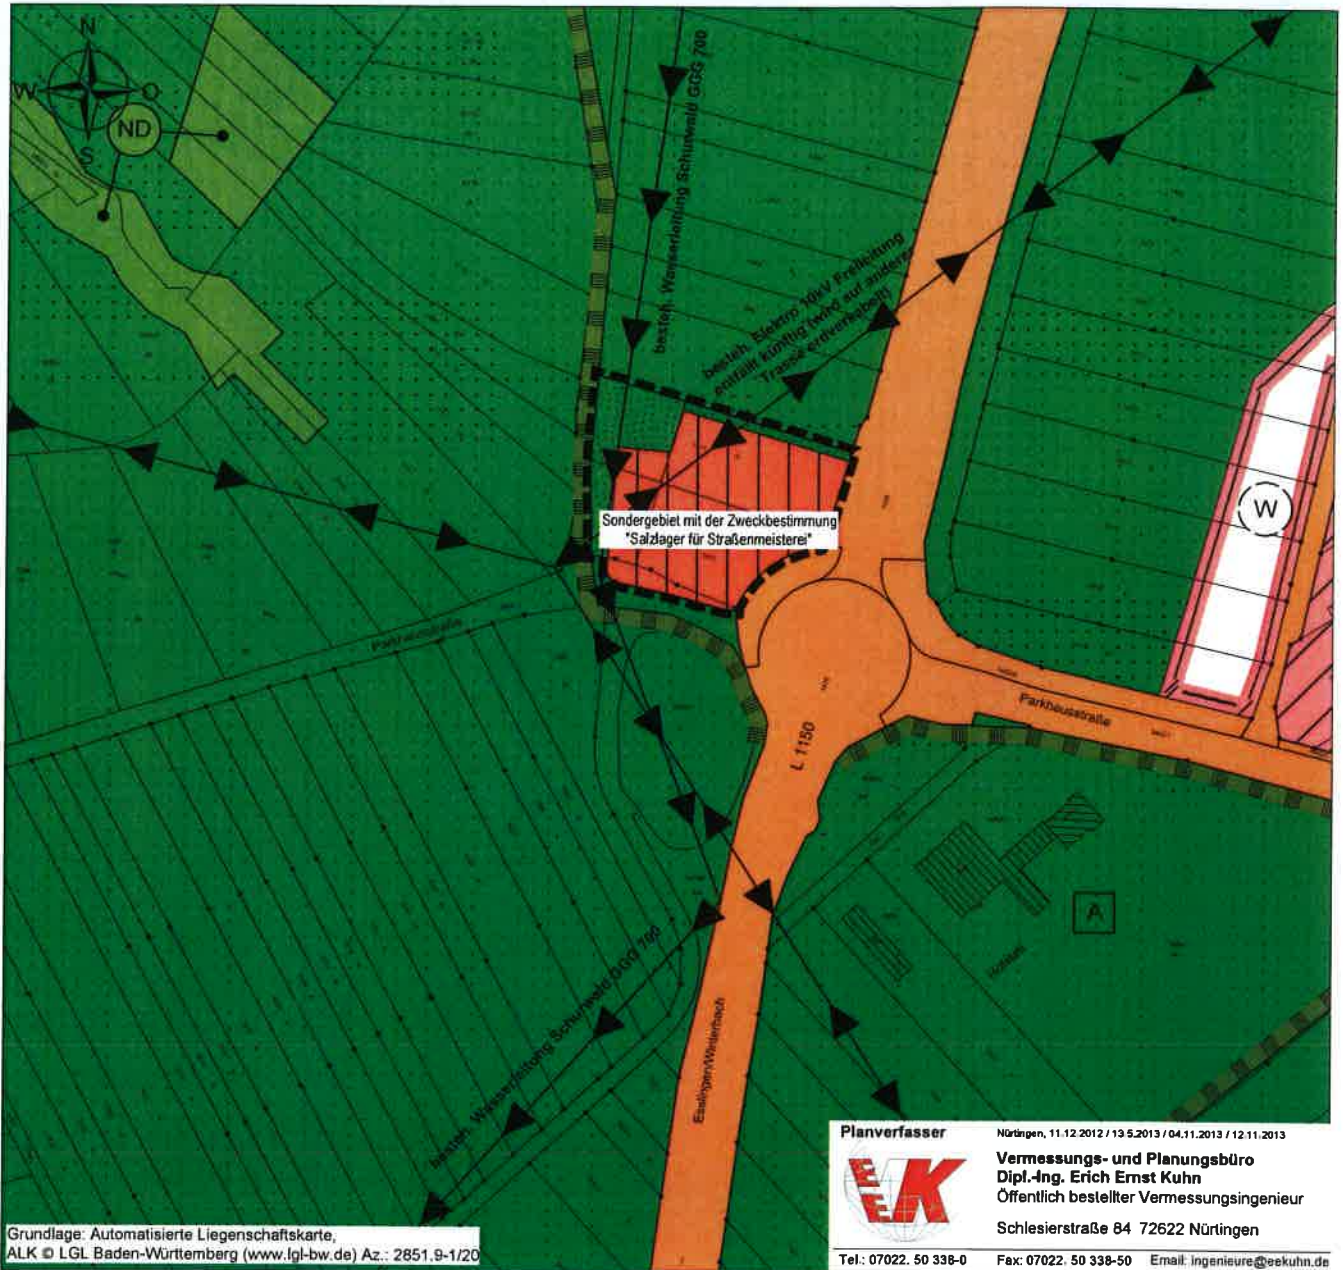 N
W
O
S
ND
besteh. Wasserleitung Schurwald GGG 700
besteh. Elektro 10kV Freileitung
entfällt künftig (wird auf anderer
Trasse erdverkabelt)
Sondergebiet mit der Zweckbestimmung
"Salzlager für Straßenmeisterei"
W
Parkhausstraße
Parkhausstraße
L 1150
A
besteh. Wasserleitung Schurwald GGG 700
Esslingen/Winterbach
Planverfasser
Nürtingen, 11.12.2012 / 13.5.2013 / 04.11.2013 / 12.11.2013
EEK
Vermessungs- und Planungsbüro
Dipl.-Ing. Erich Ernst Kuhn
Öffentlich bestellter Vermessungsingenieur
Schlesierstraße 84 72622 Nürtingen
Tel.: 07022. 50 338-0 Fax: 07022. 50 338-50 Email: ingenieure@eekuhn.de
Grundlage: Automatisierte Liegenschaftskarte,
ALK © LGL Baden-Württemberg (www.lgl-bw.de) Az.: 2851.9-1/20